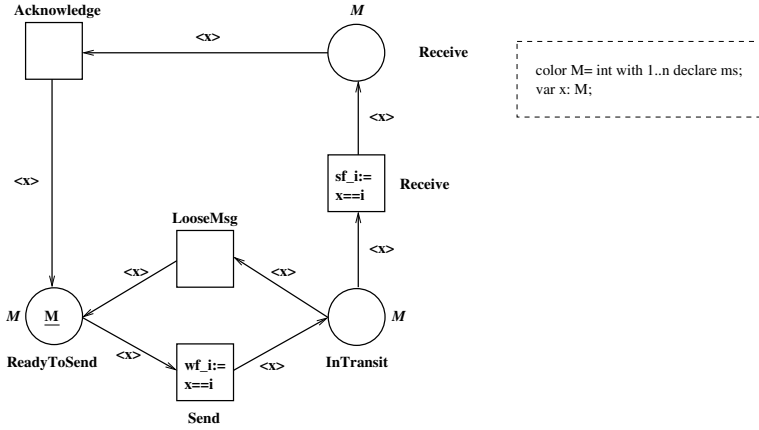 Acknowledge
M
<x>
Receive
color M= int with 1..n declare ms;
var x: M;
<x>
<x>
sf_i:=
x==i
Receive
LooseMsg
<x>
<x>
<x>
M
M
M
<x>
wf_i:=
x==i
<x>
ReadyToSend
InTransit
Send